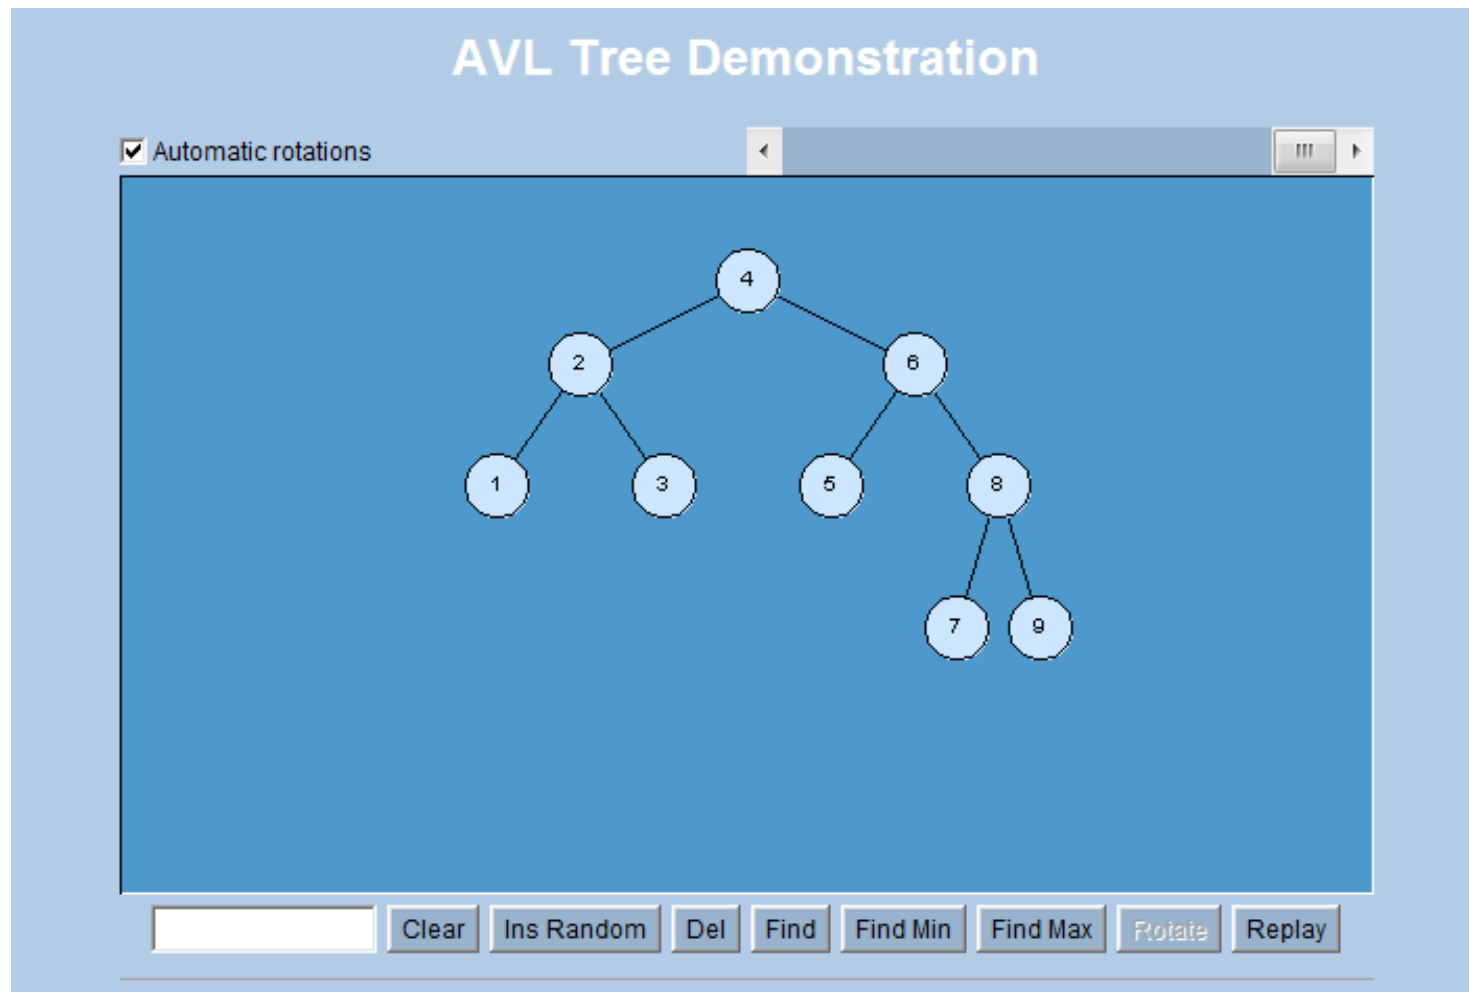 AVL Tree Demonstration
Automatic rotations
4
2 6
1 3 5 8
7 9
Clear Ins Random Del Find Find Min Find Max Rotate Replay